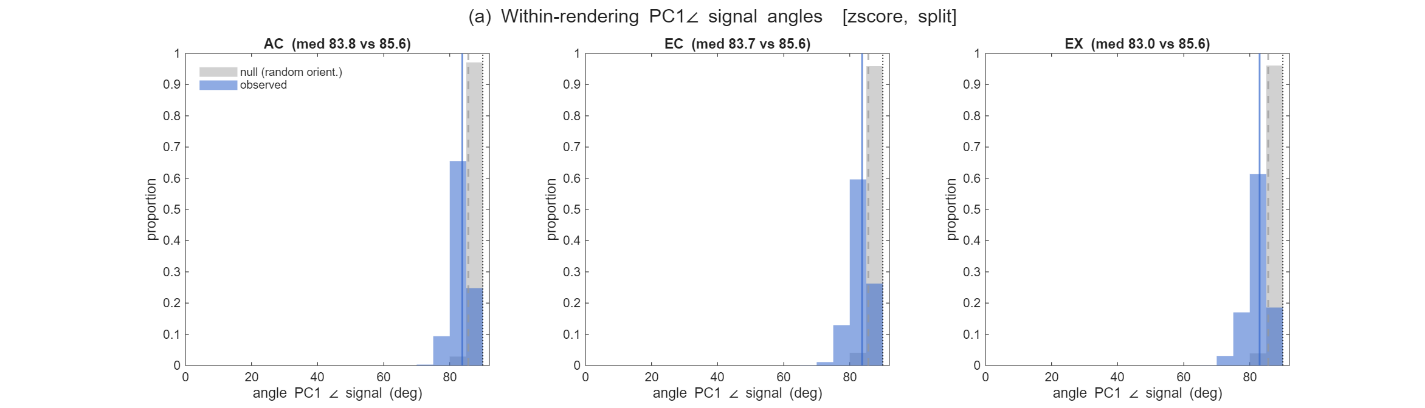 (a) Within-rendering PC1∠ signal angles [zscore, split]
AC (med 83.8 vs 85.6)
null (random orient.)
observed
1
0.9
0.8
0.7
0.6
0.5
0.4
0.3
0.2
0.1
0
proportion
0 20 40 60 80
angle PC1 ∠ signal (deg)
EC (med 83.7 vs 85.6)
1
0.9
0.8
0.7
0.6
0.5
0.4
0.3
0.2
0.1
0
proportion
0 20 40 60 80
angle PC1 ∠ signal (deg)
EX (med 83.0 vs 85.6)
1
0.9
0.8
0.7
0.6
0.5
0.4
0.3
0.2
0.1
0
proportion
0 20 40 60 80
angle PC1 ∠ signal (deg)